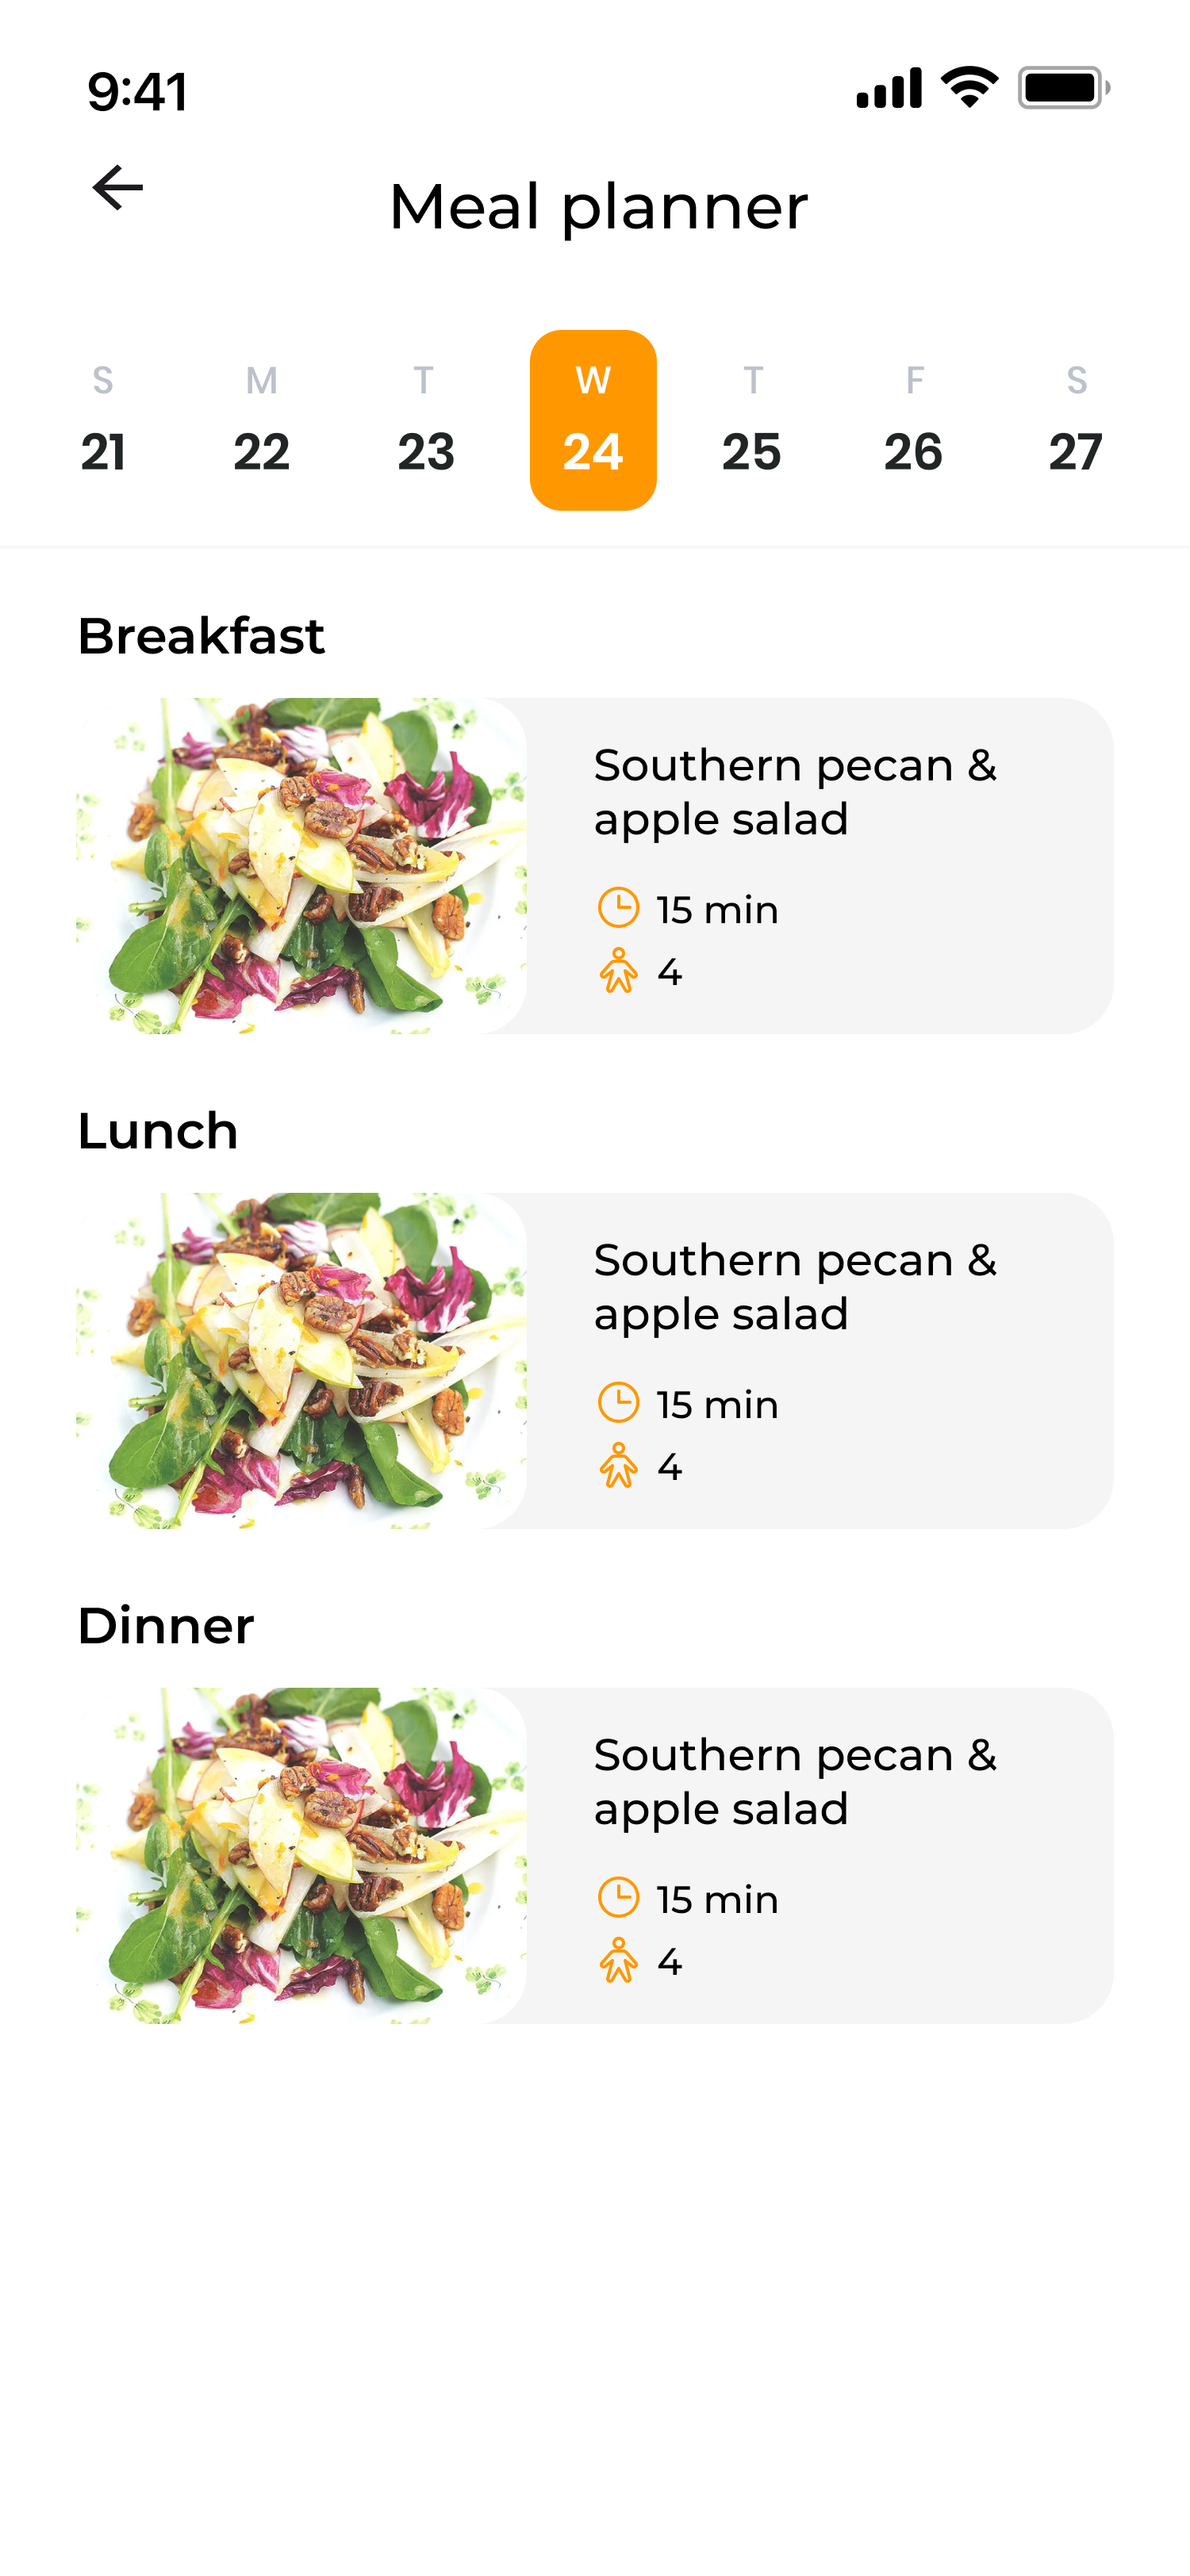 9:41
Meal planner
S M T W T F S
21 22 23 24 25 26 27
Breakfast
Southern pecan &
apple salad
15 min
4
Lunch
Southern pecan &
apple salad
15 min
4
Dinner
Southern pecan &
apple salad
15 min
4